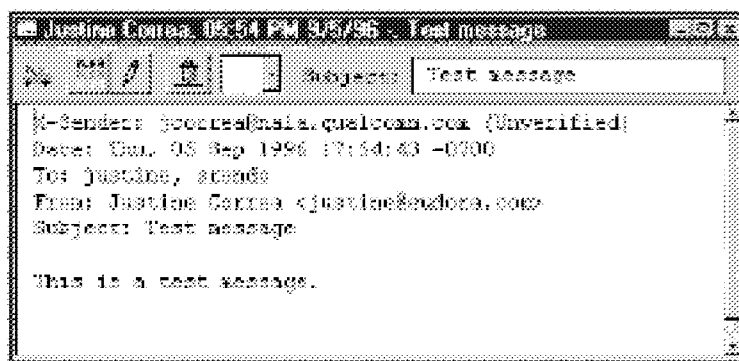 Justine Correa, 05:54 PM 9/5/96 , Test message
Subject: Test message
X-Sender: jcorrea@naia.qualcomm.com (Unverified)
Date: Thu, 05 Sep 1996 17:54:43 -0700
To: justine,
From: Justine Correa <justine@eudora.com>
Subject: Test message
This is a test message.